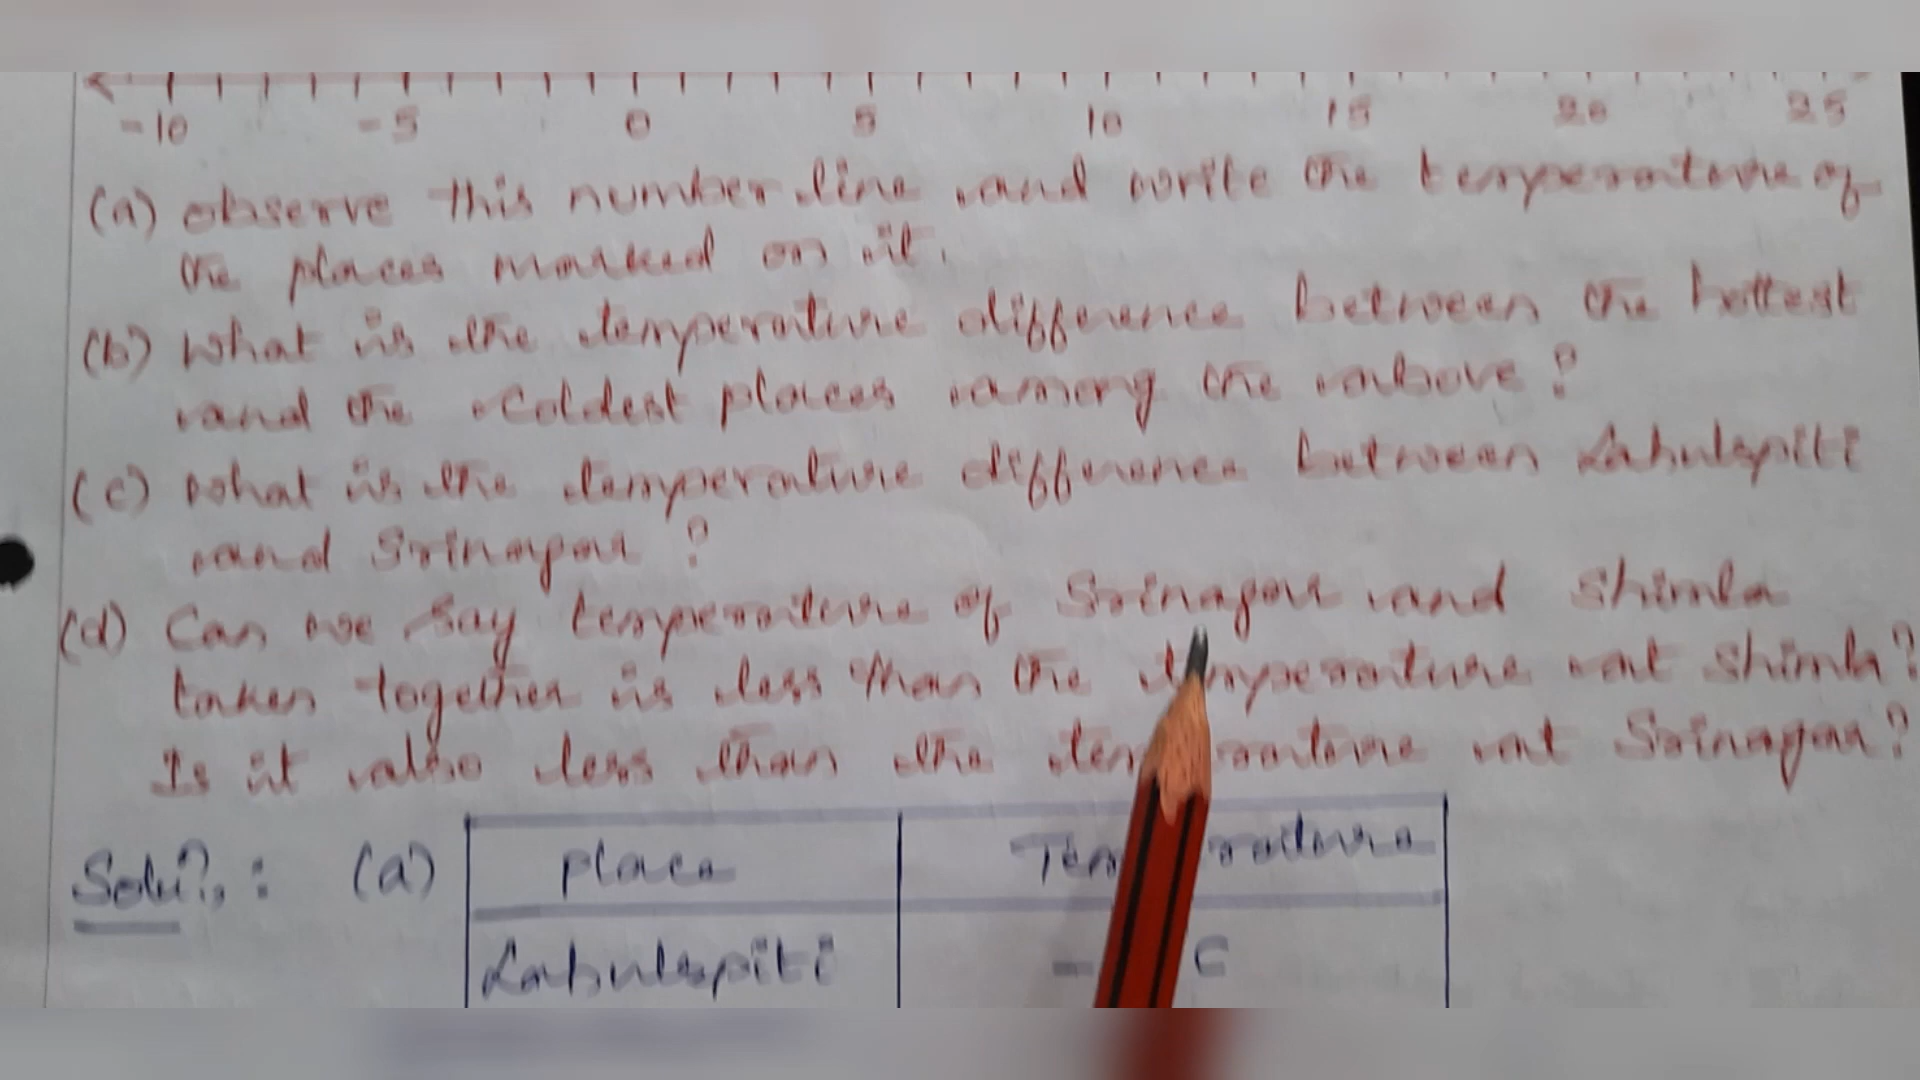 -10 -5 0 5 10 15 20 25
(a) observe this number line and write the temperature of
the places marked on it.
(b) What is the temperature difference between the hottest
and the coldest places among the above?
(c) What is the temperature difference between Lahulspiti
and Srinagar?
(d) Can we say temperature of Srinagar and Shimla
taken together is less than the temperature at Shimla?
Is it also less than the temperature at Srinagar?
Solu?.: (a) Place
Lahulspiti - C